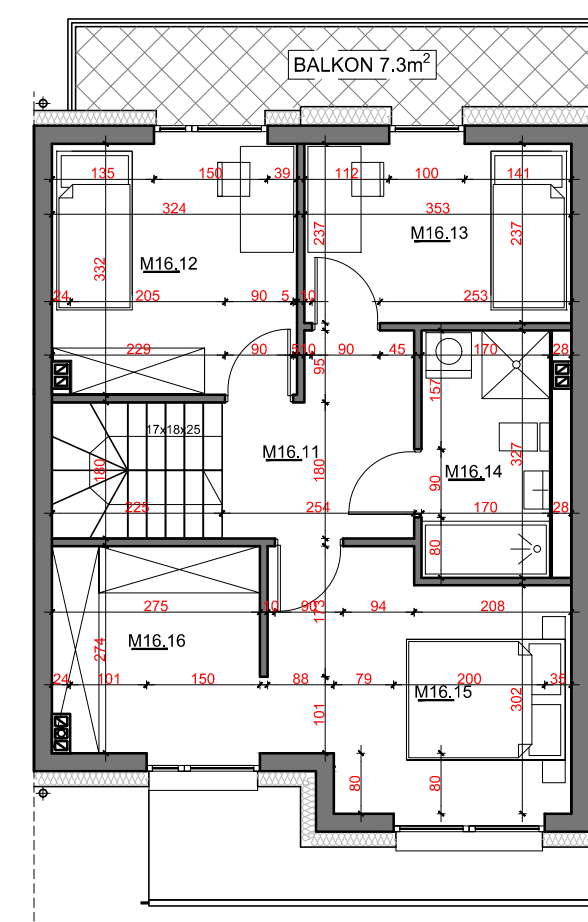 BALKON 7.3m²
135 150 39 112 100 141
324 353
237 237
M16.13
M16.12
332
24 205 90 5 10 253
229 90 510 90 45 170 28
95
157
17x18x25
M16.11
327
M16.14
180 180
90
225 254 170 28
80
275 10 90 94 208
173
M16.16
274
24 101 150 88 79 200 35
M16.15
302
101
80 80